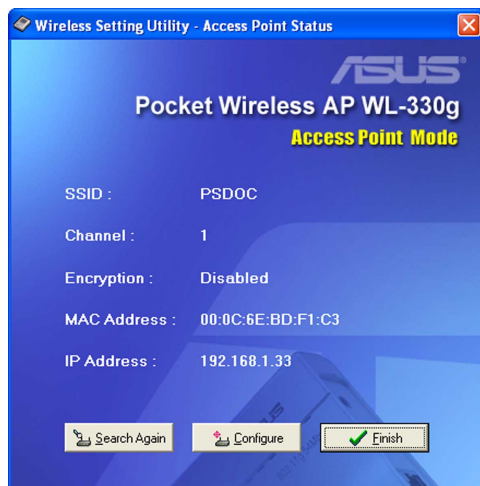 Wireless Setting Utility - Access Point Status
ASUS
Pocket Wireless AP WL-330g
Access Point Mode
SSID : PSDOC
Channel : 1
Encryption : Disabled
MAC Address : 00:0C:6E:BD:F1:C3
IP Address : 192.168.1.33
Search Again Configure Finish